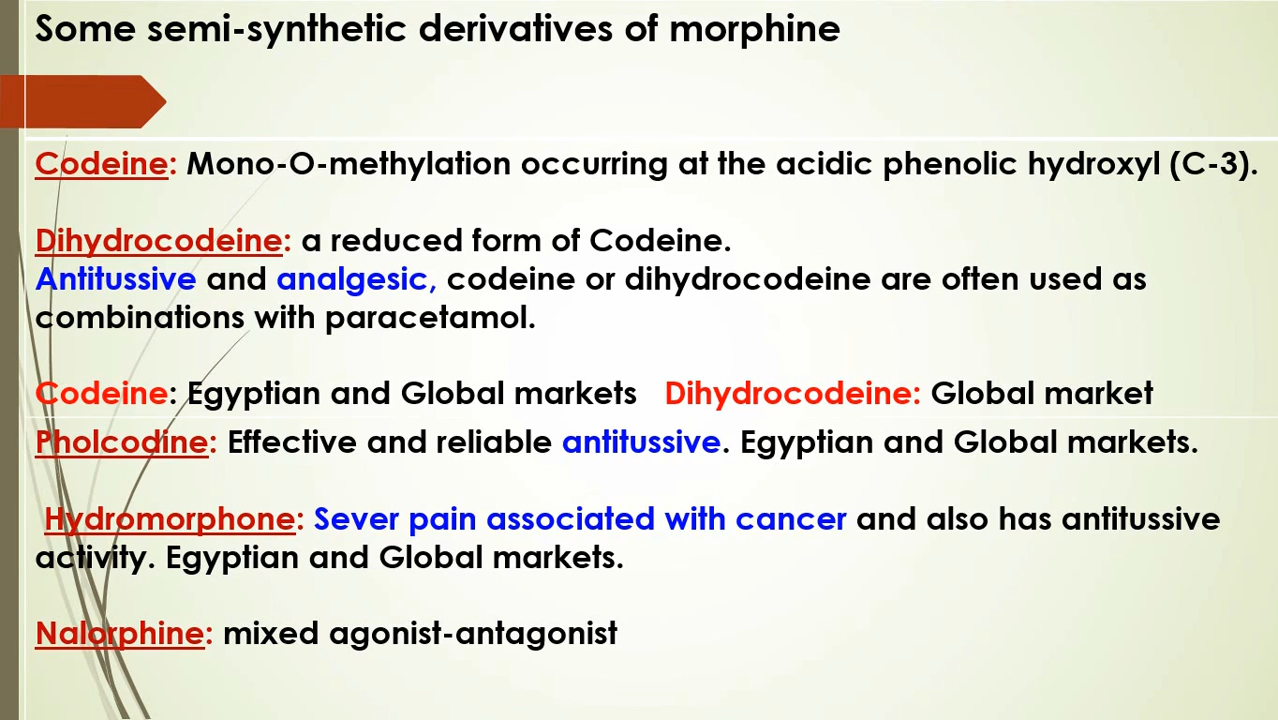 Some semi-synthetic derivatives of morphine
Codeine: Mono-O-methylation occurring at the acidic phenolic hydroxyl (C-3).
Dihydrocodeine: a reduced form of Codeine.
Antitussive and analgesic, codeine or dihydrocodeine are often used as
combinations with paracetamol.
Codeine: Egyptian and Global markets Dihydrocodeine: Global market
Pholcodine: Effective and reliable antitussive. Egyptian and Global markets.
Hydromorphone: Sever pain associated with cancer and also has antitussive
activity. Egyptian and Global markets.
Nalorphine: mixed agonist-antagonist